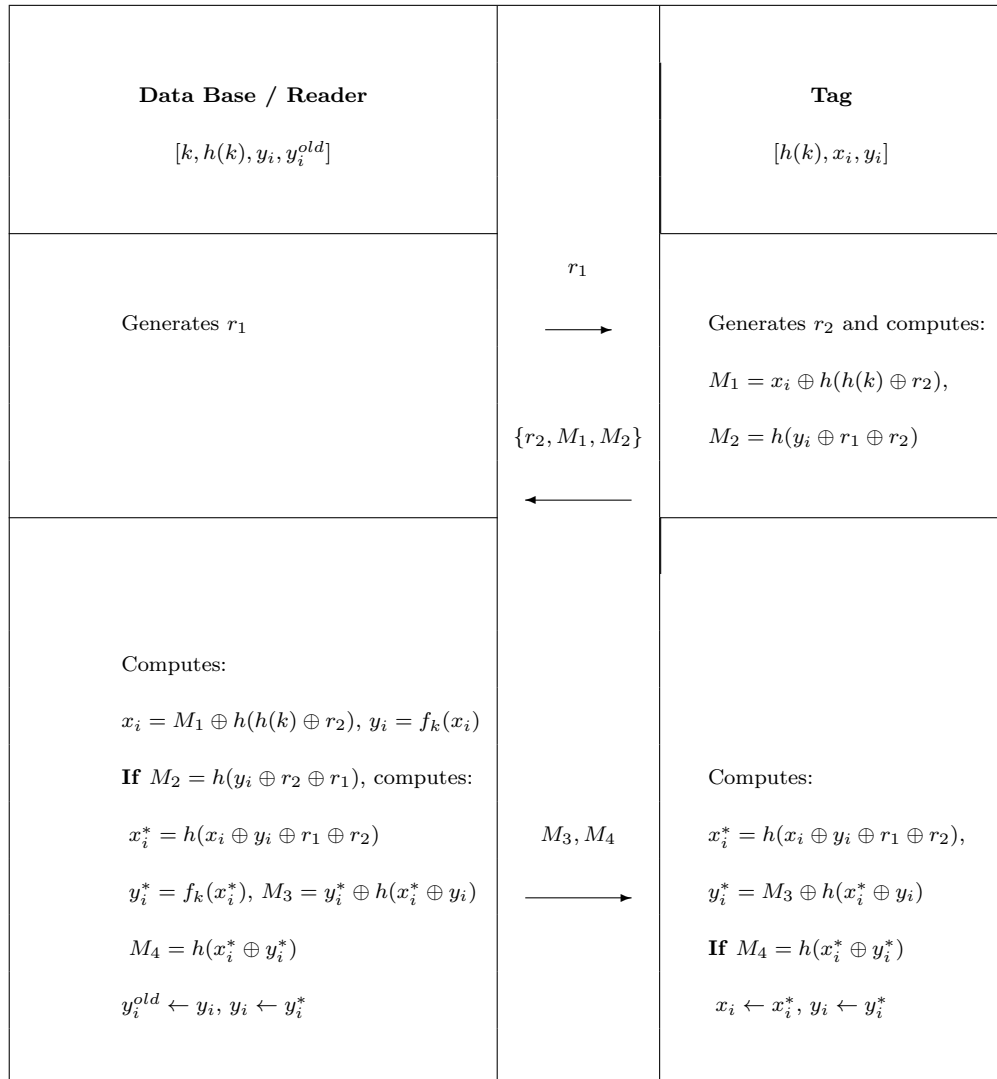 Data Base / Reader
Tag
[k, h(k), y_i, y_i^{old}]
[h(k), x_i, y_i]
r_1
Generates r_1
Generates r_2 and computes:
M_1 = x_i ⊕ h(h(k) ⊕ r_2),
{r_2, M_1, M_2}
M_2 = h(y_i ⊕ r_1 ⊕ r_2)
Computes:
x_i = M_1 ⊕ h(h(k) ⊕ r_2), y_i = f_k(x_i)
If M_2 = h(y_i ⊕ r_2 ⊕ r_1), computes:
x_i^* = h(x_i ⊕ y_i ⊕ r_1 ⊕ r_2)
y_i^* = f_k(x_i^*), M_3 = y_i^* ⊕ h(x_i^* ⊕ y_i)
M_4 = h(x_i^* ⊕ y_i^*)
y_i^{old} ← y_i, y_i ← y_i^*
M_3, M_4
Computes:
x_i^* = h(x_i ⊕ y_i ⊕ r_1 ⊕ r_2),
y_i^* = M_3 ⊕ h(x_i^* ⊕ y_i)
If M_4 = h(x_i^* ⊕ y_i^*)
x_i ← x_i^*, y_i ← y_i^*